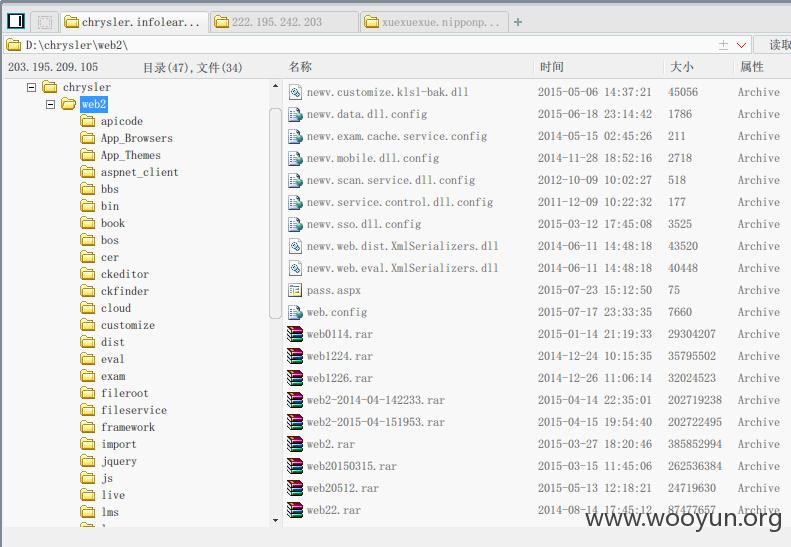 chrysler.infolear... 222.195.242.203 xuexuexue.nipponp... +
D:\chrysler\web2\ 读取
203.195.209.105 目录(47),文件(34) 名称 时间 大小 属性
chrysler
web2
apicode
App_Browsers
App_Themes
aspnet_client
bbs
bin
book
bos
cer
ckeditor
ckfinder
cloud
customize
dist
eval
exam
fileroot
fileservice
framework
import
jquery
js
live
lms
newv.customize.klsl-bak.dll 2015-05-06 14:37:21 45056 Archive
newv.data.dll.config 2015-06-18 23:14:42 1786 Archive
newv.exam.cache.service.config 2014-05-15 02:45:26 211 Archive
newv.mobile.dll.config 2014-11-28 18:52:16 2718 Archive
newv.scan.service.dll.config 2012-10-09 10:02:27 518 Archive
newv.service.control.dll.config 2011-12-09 10:22:32 177 Archive
newv.sso.dll.config 2015-03-12 17:45:08 3525 Archive
newv.web.dist.XmlSerializers.dll 2014-06-11 14:48:18 43520 Archive
newv.web.eval.XmlSerializers.dll 2014-06-11 14:48:18 40448 Archive
pass.aspx 2015-07-23 15:12:50 75 Archive
web.config 2015-07-17 23:33:35 7660 Archive
web0114.rar 2015-01-14 21:19:33 29304207 Archive
web1224.rar 2014-12-24 10:15:35 35795502 Archive
web1226.rar 2014-12-26 11:06:14 32024523 Archive
web2-2014-04-142233.rar 2015-04-14 22:35:01 202719238 Archive
web2-2015-04-151953.rar 2015-04-15 19:54:40 202722495 Archive
web2.rar 2015-03-27 18:20:46 385852994 Archive
web20150315.rar 2015-03-15 11:45:06 262536384 Archive
web20512.rar 2015-05-13 12:18:21 24719630 Archive
web22.rar 2014-08-14 17:45:12 87477657 Archive
www.wooyun.org